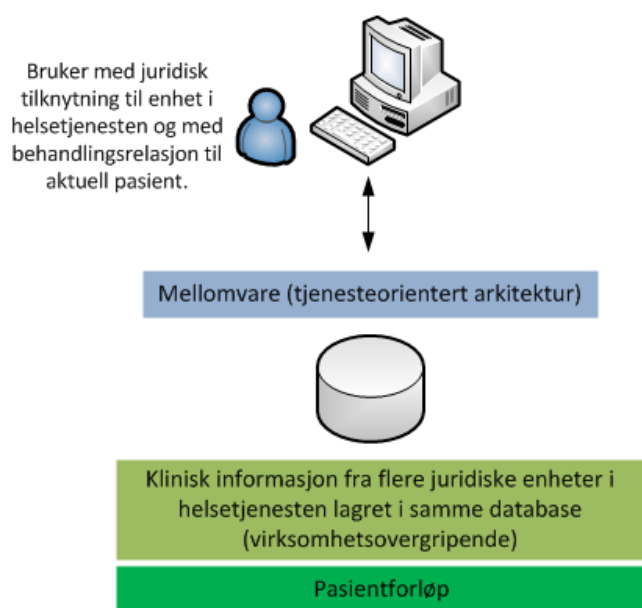 Bruker med juridisk
tilknytning til enhet i
helsetjenesten og med
behandlingsrelasjon til
aktuell pasient.
Mellomvare (tjenesteorientert arkitektur)
Klinisk informasjon fra flere juridiske enheter i
helsetjenesten lagret i samme database
(virksomhetsovergripende)
Pasientforløp